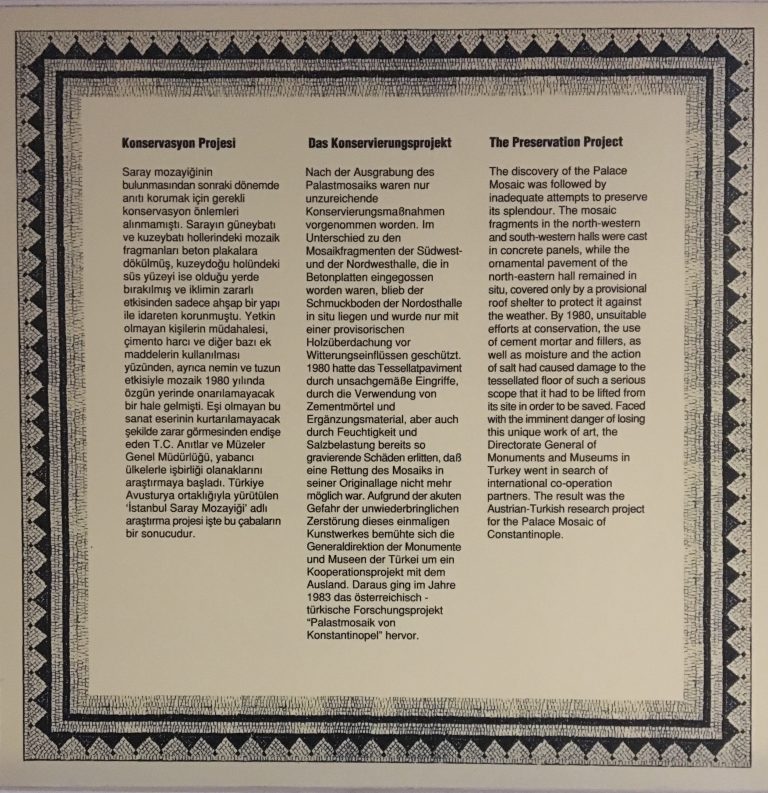 Konservasyon Projesi
Saray mozayiğinin
bulunmasından sonraki dönemde
anıti korumak için gerekli
konservasyon önlemleri
alınmamıştı. Sarayın güneybatı
ve kuzeybatı hollerindeki mozaik
fragmanları beton plakalara
dökülmüş, kuzeydoğu holündeki
süs yüzeyi ise olduğu yerde
bırakılmış ve iklimin zararlı
etkisinden sadece ahşap bir yapı
ile idareten korunmuştu. Yetkin
olmayan kişilerin müdahalesi,
çimento harcı ve diğer bazı ek
maddelerin kullanılması
yüzünden, ayrıca nemin ve tuzun
etkisiyle mozaik 1980 yılında
özgün yerinde onarılamayacak
bir hale gelmişti. Eşi olmayan bu
sanat eserinin kurtarılamayacak
şekilde zarar görmesinden endişe
eden T.C. Anıtlar ve Müzeler
Genel Müdürlüğü, yabancı
ülkelerle işbirliği olanaklarını
araştırmaya başladı. Türkiye
Avusturya ortaklığıyla yürütülen
'İstanbul Saray Mozayiği' adlı
araştırma projesi işte bu çabaların
bir sonucudur.
Das Konservierungsprojekt
Nach der Ausgrabung des
Palastmosaiks waren nur
unzureichende
Konservierungsmaßnahmen
vorgenommen worden. Im
Unterschied zu den
Mosaikfragmenten der Südwest-
und der Nordwesthalle, die in
Betonplatten eingegossen
worden waren, blieb der
Schmuckboden der Nordosthalle
in situ liegen und wurde nur mit
einer provisorischen
Holzüberdachung vor
Witterungseinflüssen geschützt.
1980 hatte das Tessellatpaviment
durch unsachgemäße Eingriffe,
durch die Verwendung von
Zementmörtel und
Ergänzungsmaterial, aber auch
durch Feuchtigkeit und
Salzbelastung bereits so
gravierende Schäden erlitten, daß
eine Rettung des Mosaiks in
seiner Originallage nicht mehr
möglich war. Aufgrund der akuten
Gefahr der unwiederbringlichen
Zerstörung dieses einmaligen
Kunstwerkes bemühte sich die
Generaldirektion der Monumente
und Museen der Türkei um ein
Kooperationsprojekt mit dem
Ausland. Daraus ging im Jahre
1983 das österreichisch -
türkische Forschungsprojekt
"Palastmosaik von
Konstantinopel" hervor.
The Preservation Project
The discovery of the Palace
Mosaic was followed by
inadequate attempts to preserve
its splendour. The mosaic
fragments in the north-western
and south-western halls were cast
in concrete panels, while the
ornamental pavement of the
north-eastern hall remained in
situ, covered only by a provisional
roof shelter to protect it against
the weather. By 1980, unsuitable
efforts at conservation, the use
of cement mortar and fillers, as
well as moisture and the action
of salt had caused damage to the
tessellated floor of such a serious
scope that it had to be lifted from
its site in order to be saved. Faced
with the imminent danger of losing
this unique work of art, the
Directorate General of
Monuments and Museums in
Turkey went in search of
international co-operation
partners. The result was the
Austrian-Turkish research project
for the Palace Mosaic of
Constantinople.